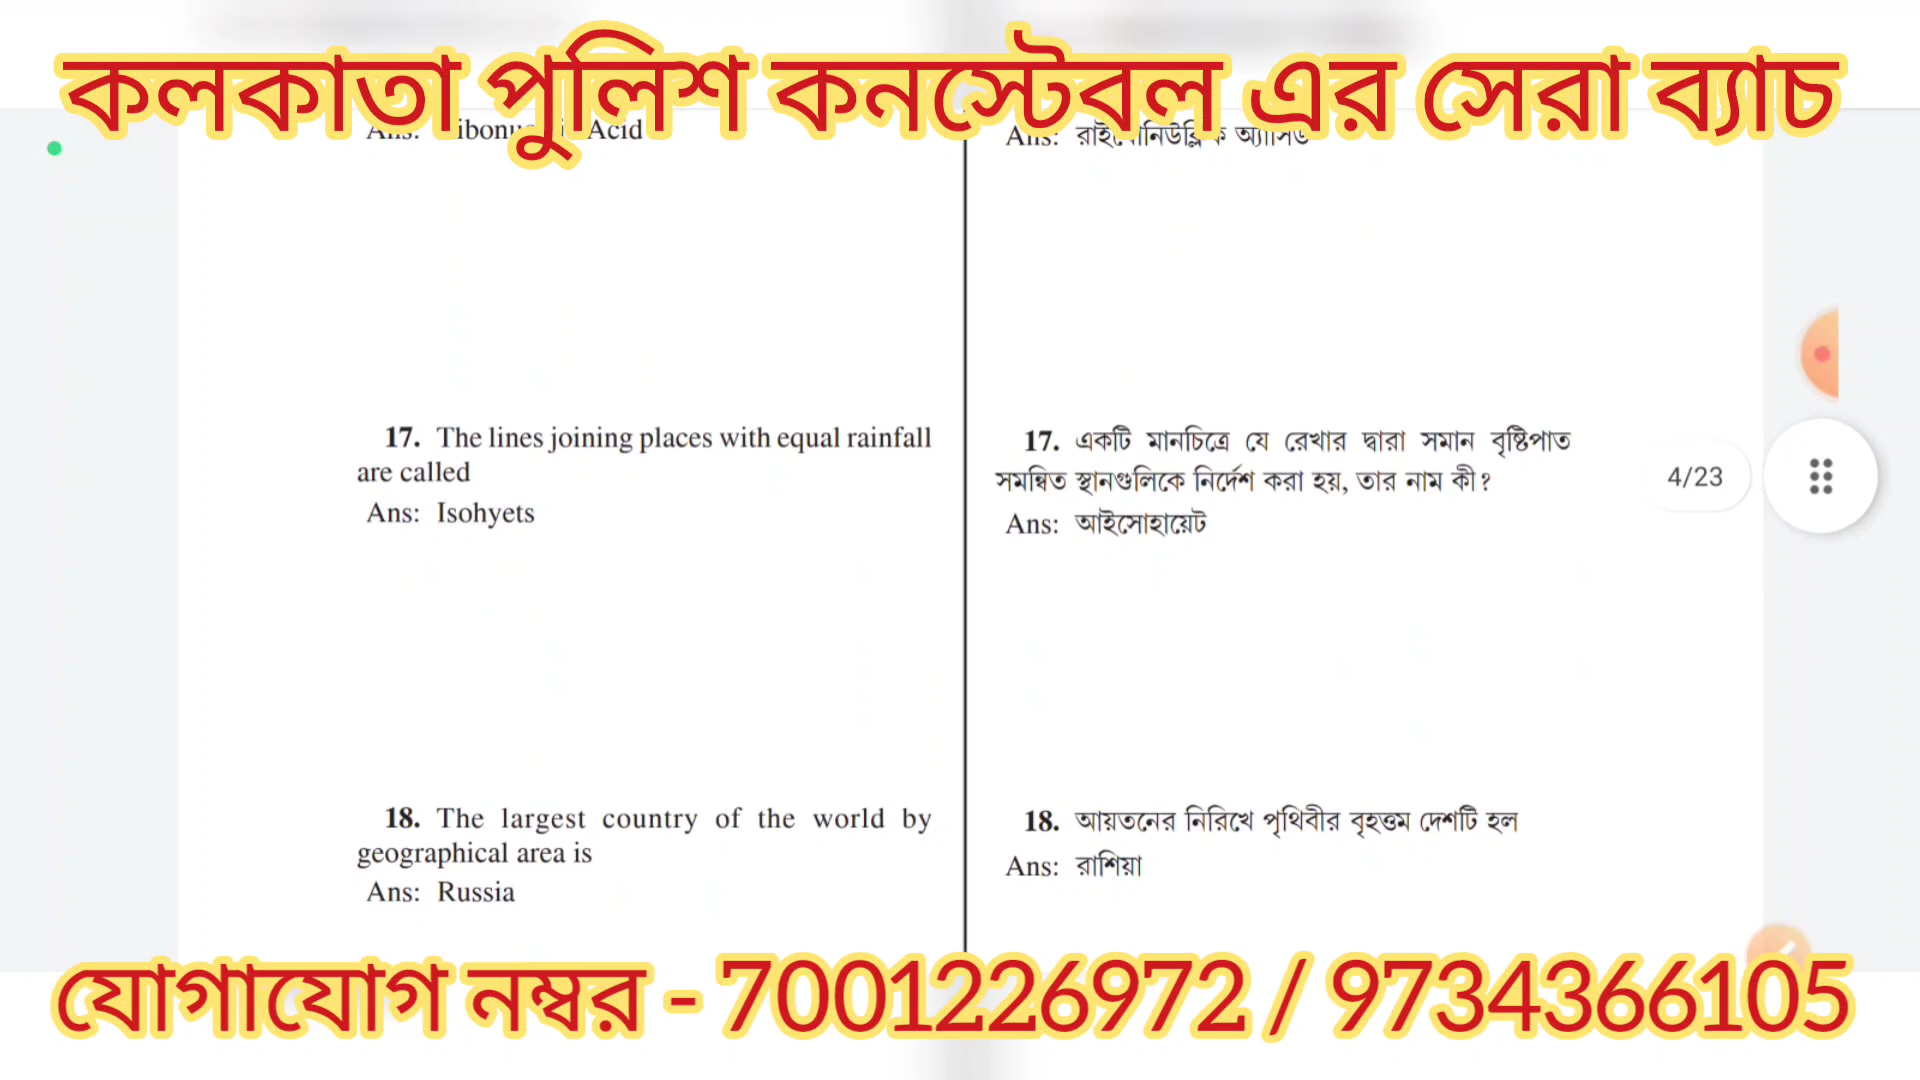 কলকাতা পুলিশ কনস্টেবল এর সেরা ব্যাচ
Ans: Acid
Ans:
17. The lines joining places with equal rainfall
are called
Ans: Isohyets
18. The largest country of the world by
geographical area is
Ans: Russia
17. একটি মানচিত্রে যে রেখার দ্বারা সমান বৃষ্টিপাত
সমন্বিত স্থানগুলিকে নির্দেশ করা হয়, তার নাম কী?
Ans: আইসোহায়েট
18. আয়তনের নিরিখে পৃথিবীর বৃহত্তম দেশটি হল
Ans: রাশিয়া
4/23
যোগাযোগ নম্বর - 7001226972 / 9734366105